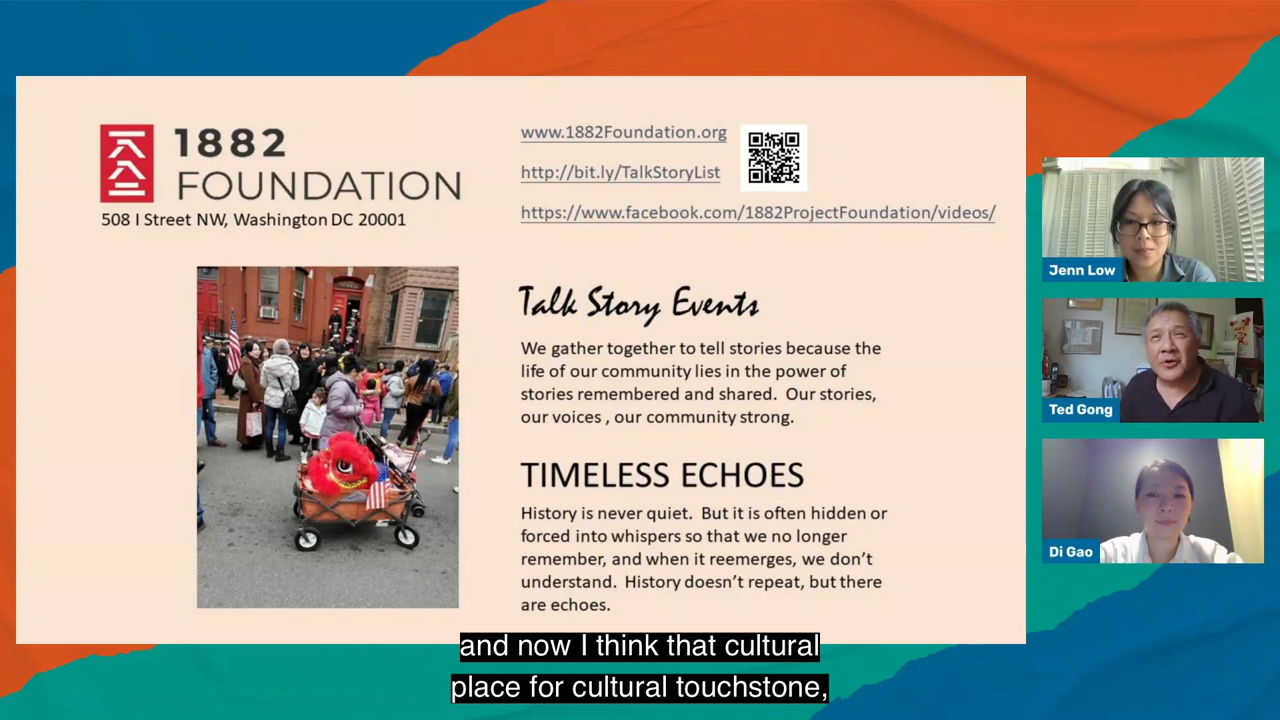 1882
FOUNDATION
508 I Street NW, Washington DC 20001
www.1882Foundation.org
http://bit.ly/TalkStoryList
https://www.facebook.com/1882ProjectFoundation/videos/
Talk Story Events
We gather together to tell stories because the
life of our community lies in the power of
stories remembered and shared. Our stories,
our voices , our community strong.
TIMELESS ECHOES
History is never quiet. But it is often hidden or
forced into whispers so that we no longer
remember, and when it reemerges, we don’t
understand. History doesn’t repeat, but there
are echoes.
Jenn Low
Ted Gong
Di Gao
and now I think that cultural
place for cultural touchstone,